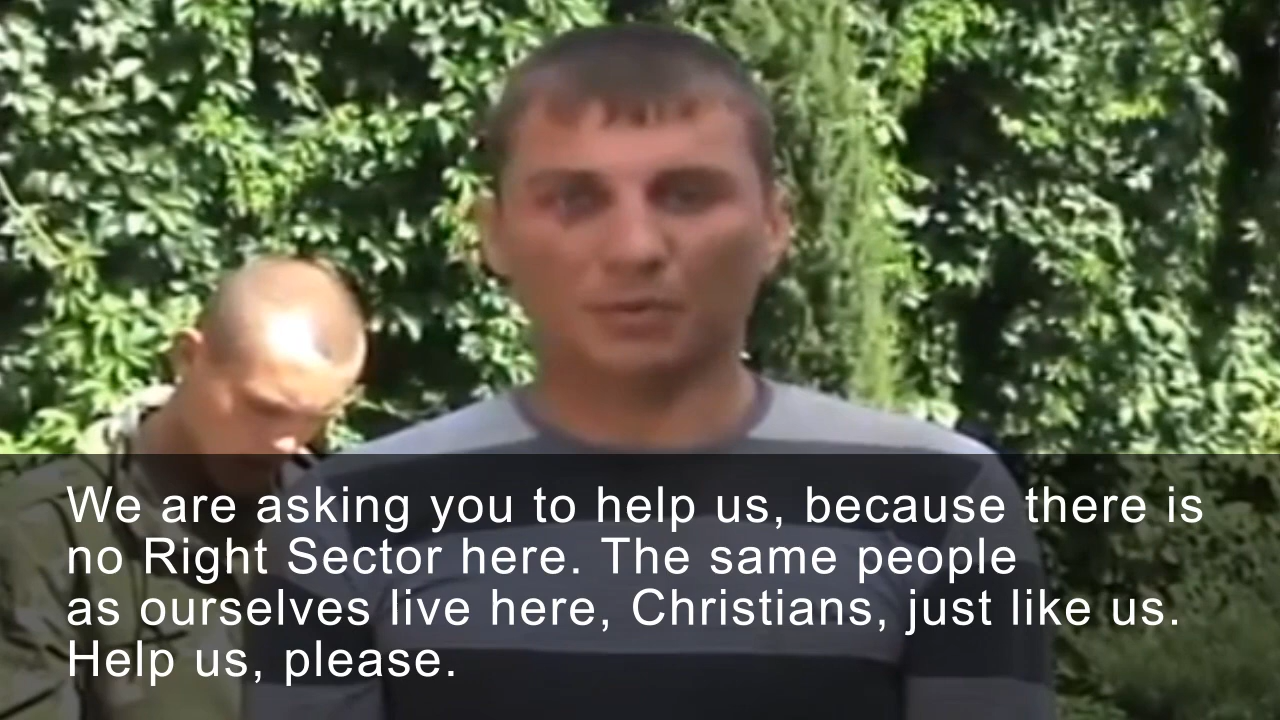 We are asking you to help us, because there is
no Right Sector here. The same people
as ourselves live here, Christians, just like us.
Help us, please.